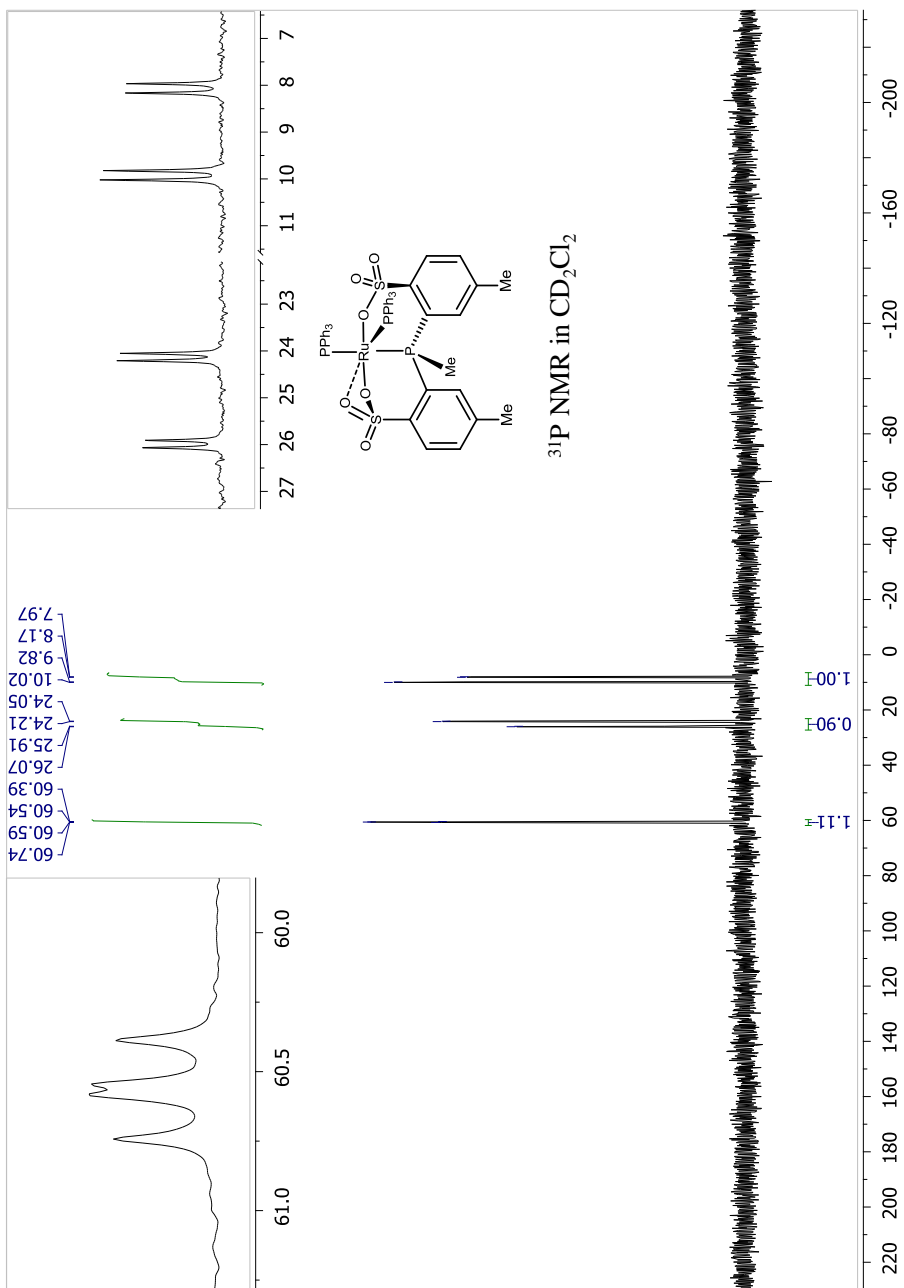 60.74
60.59
60.54
60.39
26.07
25.91
24.21
24.05
10.02
9.82
8.17
7.97
61.0 60.5 60.0
27 26 25 24 23 11 10 9 8 7
PPh₃
O O O
S O Ru O S O
O PPh₃
P
Me
Me Me
³¹P NMR in CD₂Cl₂
1.11 0.90 1.00
220 200 180 160 140 120 100 80 60 40 20 0 -20 -40 -60 -80 -120 -160 -200